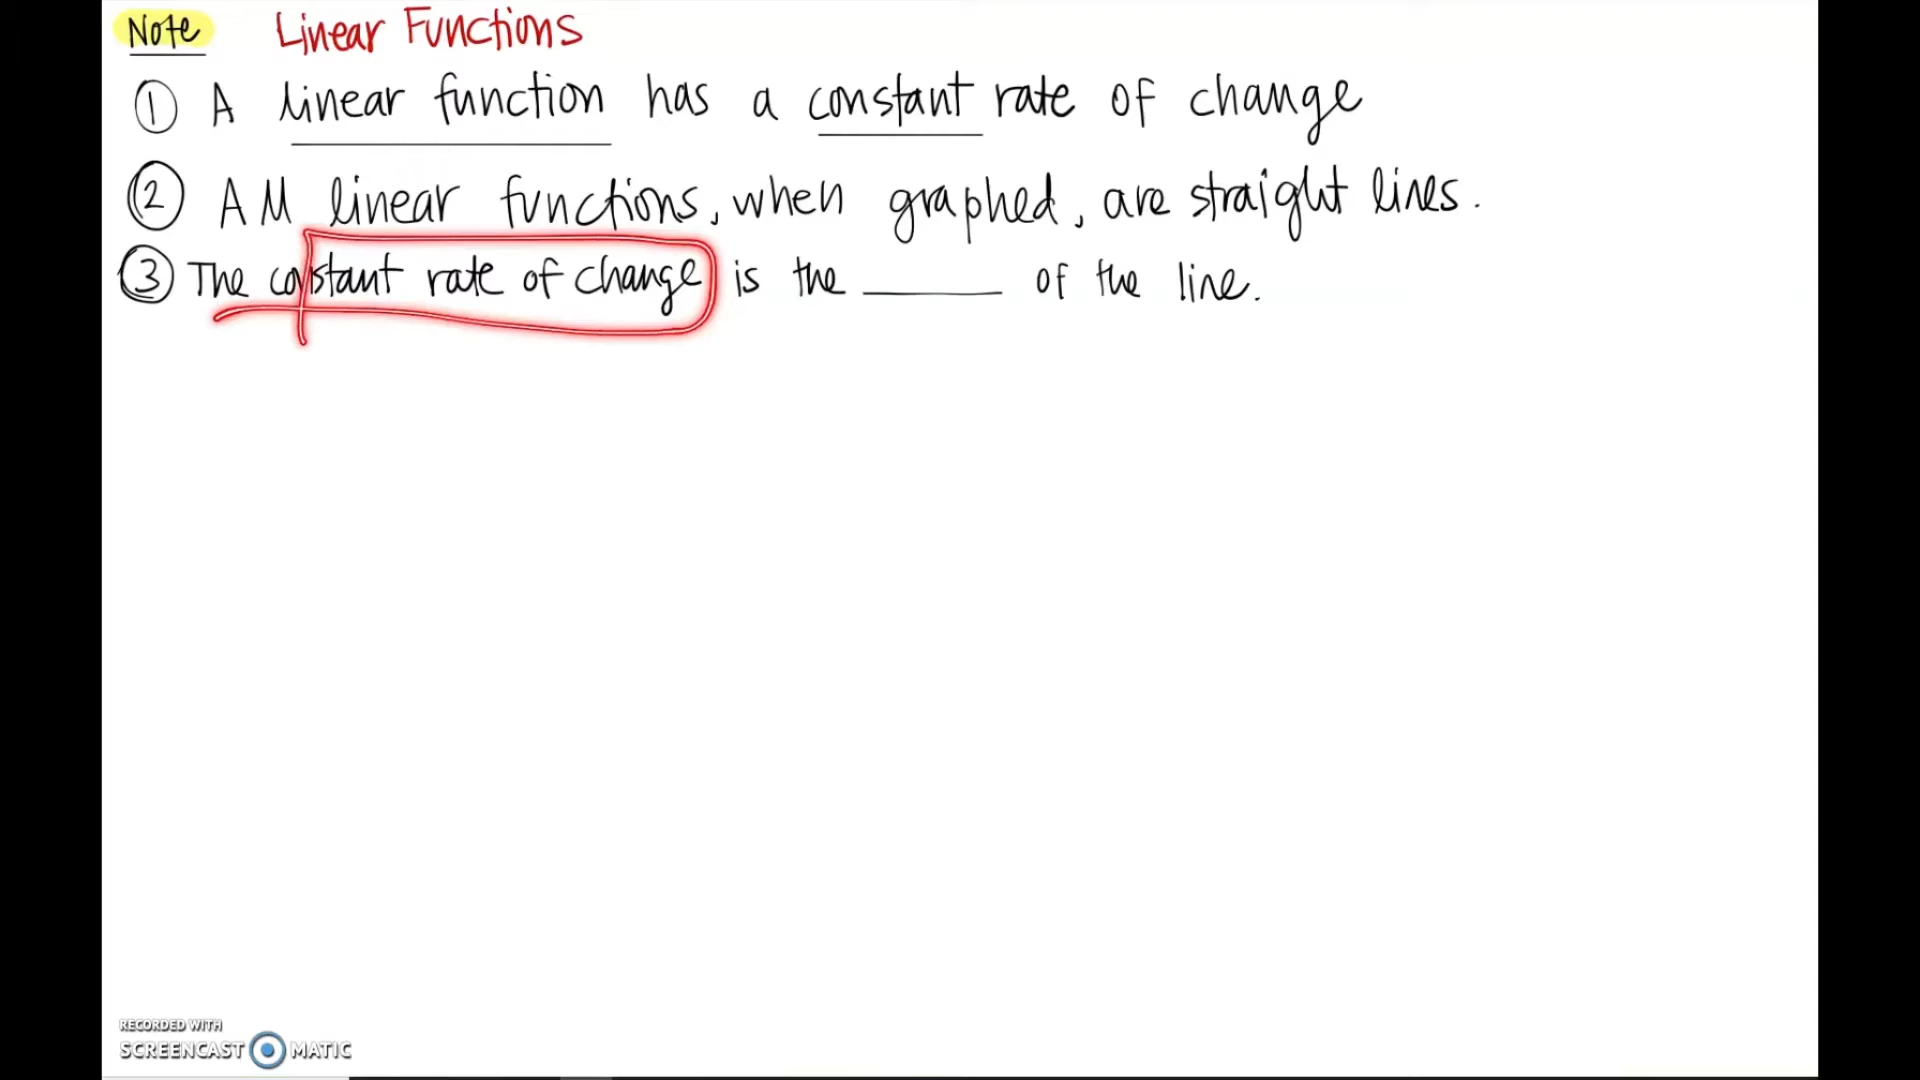 Note Linear Functions
① A linear function has a constant rate of change
② All linear functions, when graphed, are straight lines.
③ The constant rate of change is the ______ of the line.
RECORDED WITH
SCREENCAST MATIC